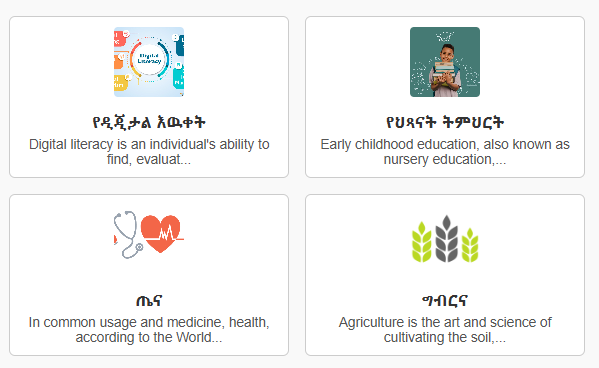 Digital
Literacy
የዲጂታል እዉቀት
Digital literacy is an individual's ability to
find, evaluat...
የህጻናት ትምህርት
Early childhood education, also known as
nursery education,...
ጤና
In common usage and medicine, health,
according to the World...
ግብርና
Agriculture is the art and science of
cultivating the soil,...